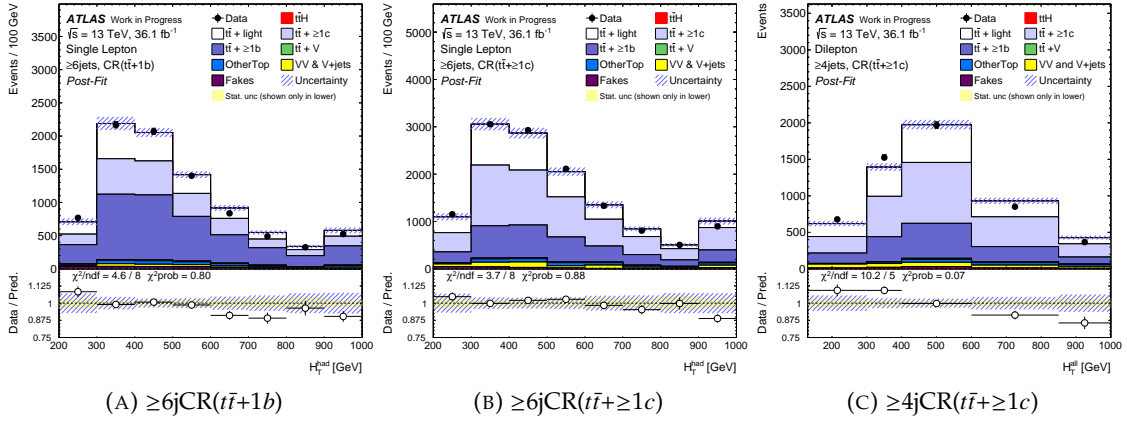 Events / 100 GeV
ATLAS Work in Progress
√s = 13 TeV, 36.1 fb⁻¹
Single Lepton
≥6jets, CR(tt̄+1b)
Post-Fit
Data
tt̄H
tt̄ + light
tt̄ + ≥1c
tt̄ + ≥1b
tt̄ + V
OtherTop
VV & V+jets
Fakes
Uncertainty
Stat. unc (shown only in lower)
3500
3000
2500
2000
1500
1000
500
0
χ²/ndf = 4.6 / 8 χ²prob = 0.80
Data / Pred.
1.125
1
0.875
0.75
200 300 400 500 600 700 800 900 1000
H_T^had [GeV]
(A) ≥6jCR(tt̄+1b)
Events / 100 GeV
ATLAS Work in Progress
√s = 13 TeV, 36.1 fb⁻¹
Single Lepton
≥6jets, CR(tt̄+≥1c)
Post-Fit
Data
tt̄H
tt̄ + light
tt̄ + ≥1c
tt̄ + ≥1b
tt̄ + V
OtherTop
VV & V+jets
Fakes
Uncertainty
Stat. unc (shown only in lower)
5000
4000
3000
2000
1000
0
χ²/ndf = 3.7 / 8 χ²prob = 0.88
Data / Pred.
1.125
1
0.875
0.75
200 300 400 500 600 700 800 900 1000
H_T^had [GeV]
(B) ≥6jCR(tt̄+≥1c)
Events
ATLAS Work in Progress
√s = 13 TeV, 36.1 fb⁻¹
Dilepton
≥4jets, CR(tt̄+≥1c)
Post-Fit
Data
ttH
tt̄ + light
tt̄ + ≥1c
tt̄ + ≥1b
tt̄ + V
OtherTop
VV and V+jets
Fakes
Uncertainty
Stat. unc (shown only in lower)
3500
3000
2500
2000
1500
1000
500
0
χ²/ndf = 10.2 / 5 χ²prob = 0.07
Data / Pred.
1.125
1
0.875
0.75
200 300 400 500 600 700 800 900 1000
H_T^all [GeV]
(C) ≥4jCR(tt̄+≥1c)